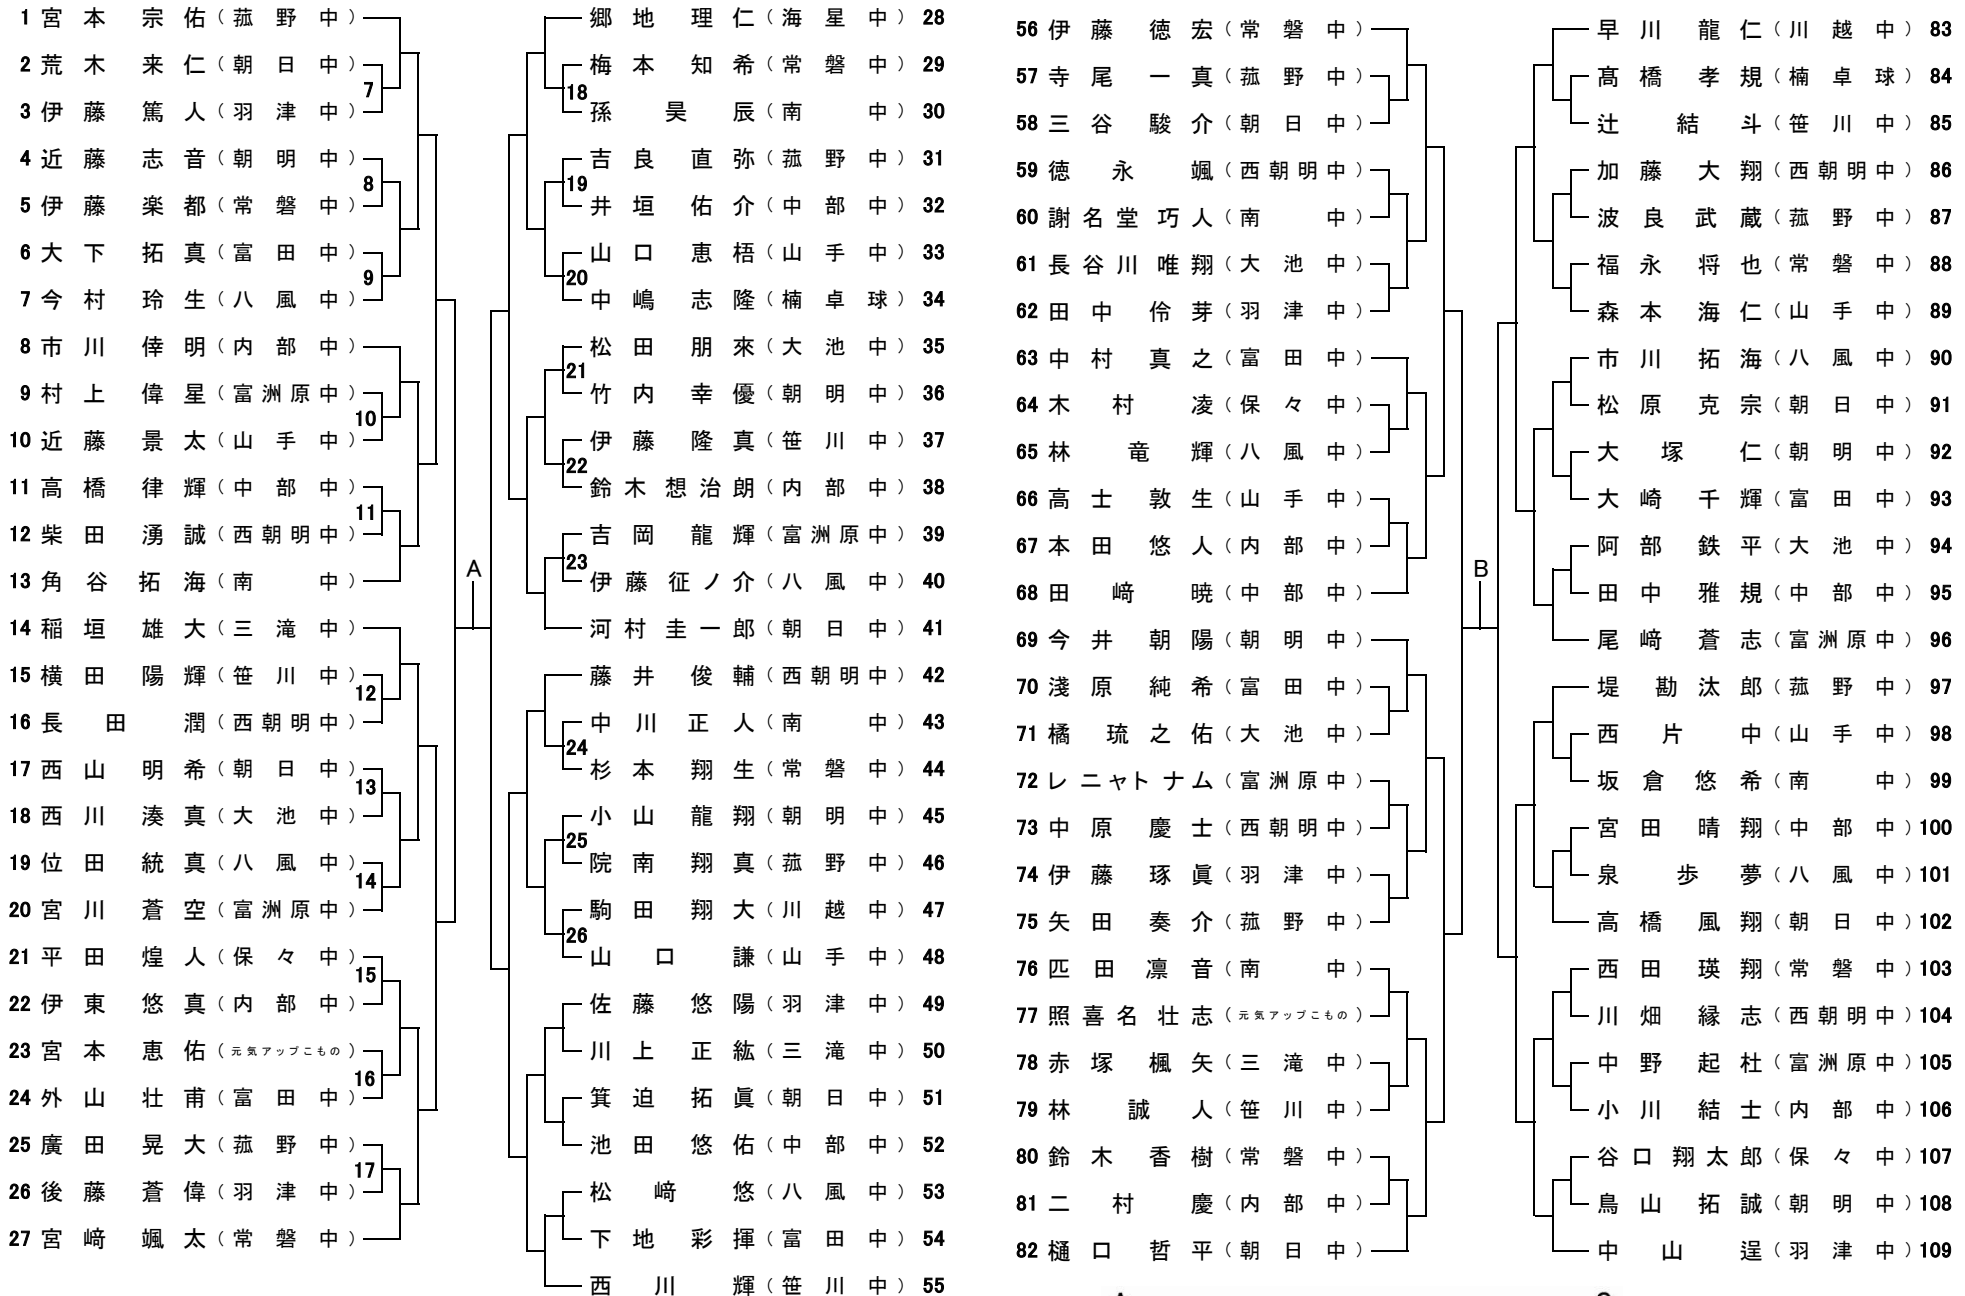 1 宮本 宗佑（菰野中）
2 荒木 来仁（朝日中）
7
3 伊藤 篤人（羽津中）
4 近藤 志音（朝明中）
8
5 伊藤 楽都（常磐中）
6 大下 拓真（富田中）
9
7 今村 玲生（八風中）
8 市川 倖明（内部中）
9 村上 偉星（富洲原中）
10
10 近藤 景太（山手中）
11 高橋 律輝（中部中）
11
12 柴田 湧誠（西朝明中）
13 角谷 拓海（南中）
14 稲垣 雄大（三滝中）
15 横田 陽輝（笹川中）
12
16 長田 潤（西朝明中）
17 西山 明希（朝日中）
13
18 西川 湊真（大池中）
19 位田 統真（八風中）
14
20 宮川 蒼空（富洲原中）
21 平田 煌人（保々中）
15
22 伊東 悠真（内部中）
23 宮本 恵佑（元気アップこもの）
16
24 外山 壮甫（富田中）
25 廣田 晃大（菰野中）
17
26 後藤 蒼偉（羽津中）
27 宮﨑 颯太（常磐中）
A
郷地 理仁（海星中）28
梅本 知希（常磐中）29
18
孫 昊辰（南中）30
吉良 直弥（菰野中）31
19
井垣 佑介（中部中）32
山口 恵梧（山手中）33
20
中嶋 志隆（楠卓球）34
松田 朋來（大池中）35
21
竹内 幸優（朝明中）36
伊藤 隆真（笹川中）37
22
鈴木 想治朗（内部中）38
吉岡 龍輝（富洲原中）39
23
伊藤 征ノ介（八風中）40
河村 圭一郎（朝日中）41
藤井 俊輔（西朝明中）42
中川 正人（南中）43
24
杉本 翔生（常磐中）44
小山 龍翔（朝明中）45
25
院南 翔真（菰野中）46
駒田 翔大（川越中）47
26
山口 謙（山手中）48
佐藤 悠陽（羽津中）49
川上 正紘（三滝中）50
箕迫 拓眞（朝日中）51
池田 悠佑（中部中）52
松﨑 悠（八風中）53
下地 彩揮（富田中）54
西川 輝（笹川中）55
56 伊藤 徳宏（常磐中）
57 寺尾 一真（菰野中）
58 三谷 駿介（朝日中）
59 徳永 颯（西朝明中）
60 謝名堂 巧人（南中）
61 長谷川 唯翔（大池中）
62 田中 伶芽（羽津中）
63 中村 真之（富田中）
64 木村 凌（保々中）
65 林 竜輝（八風中）
66 高士 敦生（山手中）
67 本田 悠人（内部中）
68 田﨑 暁（中部中）
69 今井 朝陽（朝明中）
70 淺原 純希（富田中）
71 橘 琉之佑（大池中）
72 レ ニャトナム（富洲原中）
73 中原 慶士（西朝明中）
74 伊藤 琢眞（羽津中）
75 矢田 奏介（菰野中）
76 匹田 凛音（南中）
77 照喜名 壮志（元気アップこもの）
78 赤塚 楓矢（三滝中）
79 林 誠人（笹川中）
80 鈴木 香樹（常磐中）
81 二村 慶（内部中）
82 樋口 哲平（朝日中）
B
早川 龍仁（川越中）83
髙橋 孝規（楠卓球）84
辻 結斗（笹川中）85
加藤 大翔（西朝明中）86
波良 武蔵（菰野中）87
福永 将也（常磐中）88
森本 海仁（山手中）89
市川 拓海（八風中）90
松原 克宗（朝日中）91
大塚 仁（朝明中）92
大崎 千輝（富田中）93
阿部 鉄平（大池中）94
田中 雅規（中部中）95
尾﨑 蒼志（富洲原中）96
堤 勘汰郎（菰野中）97
西片 中（山手中）98
坂倉 悠希（南中）99
宮田 晴翔（中部中）100
泉 歩夢（八風中）101
高橋 風翔（朝日中）102
西田 瑛翔（常磐中）103
川畑 縁志（西朝明中）104
中野 起杜（富洲原中）105
小川 結士（内部中）106
谷口 翔太郎（保々中）107
鳥山 拓誠（朝明中）108
中山 逞（羽津中）109